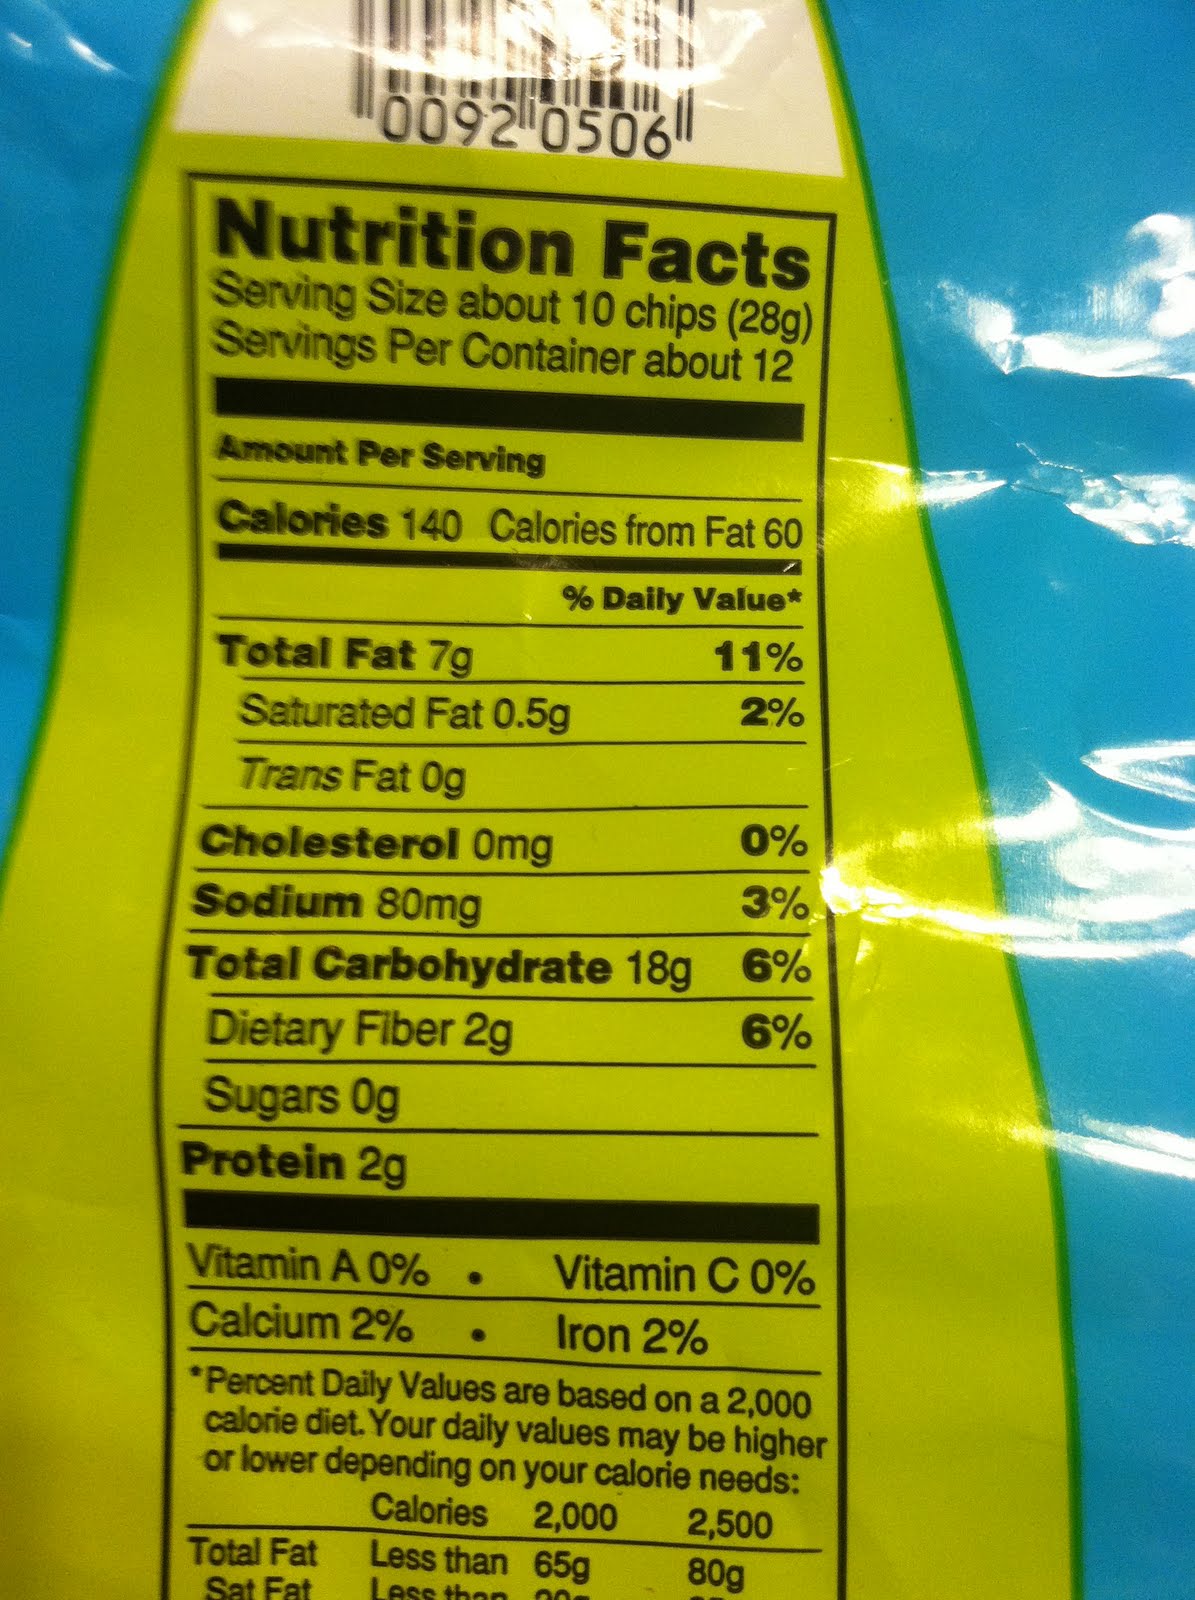 0092 0506
Nutrition Facts
Serving Size about 10 chips (28g)
Servings Per Container about 12
Amount Per Serving
Calories 140 Calories from Fat 60
% Daily Value*
Total Fat 7g 11%
Saturated Fat 0.5g 2%
Trans Fat 0g
Cholesterol 0mg 0%
Sodium 80mg 3%
Total Carbohydrate 18g 6%
Dietary Fiber 2g 6%
Sugars 0g
Protein 2g
Vitamin A 0% • Vitamin C 0%
Calcium 2% • Iron 2%
*Percent Daily Values are based on a 2,000
calorie diet. Your daily values may be higher
or lower depending on your calorie needs:
Calories 2,000 2,500
Total Fat Less than 65g 80g
Sat Fat Less than